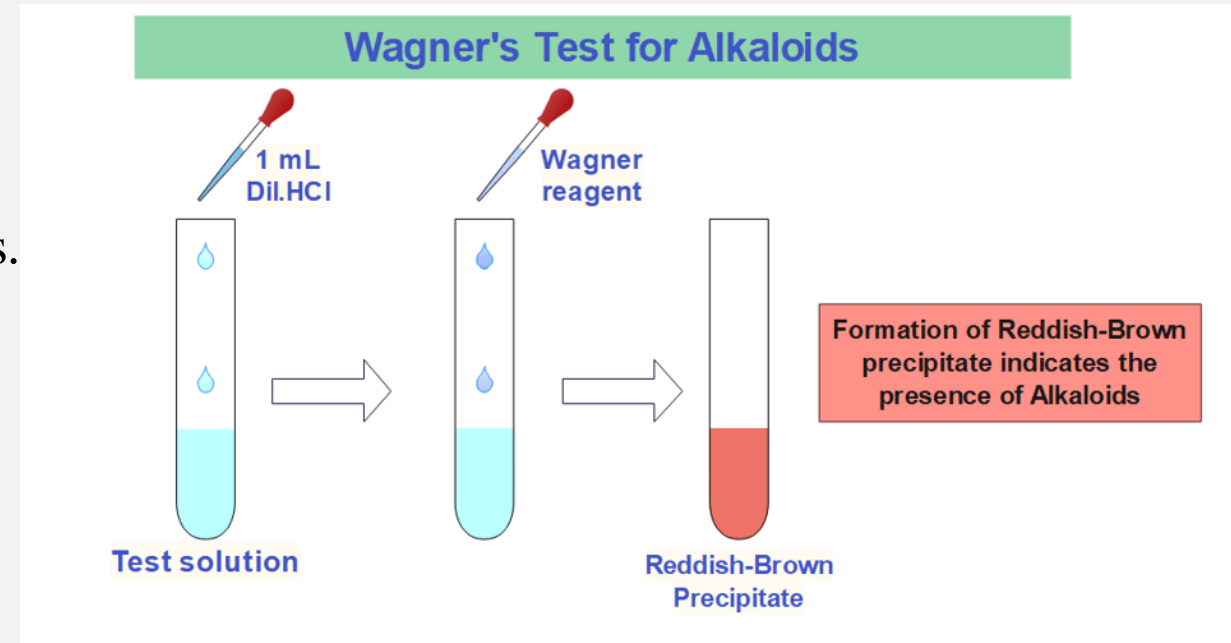 Wagner's Test for Alkaloids
1 mL
Dil.HCl
Wagner
reagent
s.
Formation of Reddish-Brown
precipitate indicates the
presence of Alkaloids
Test solution
Reddish-Brown
Precipitate